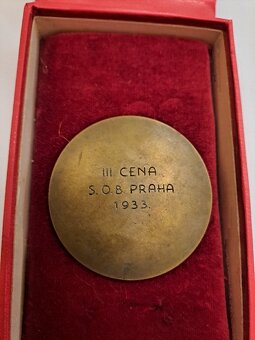 III. CENA
S.O.B. PRAHA
1933.